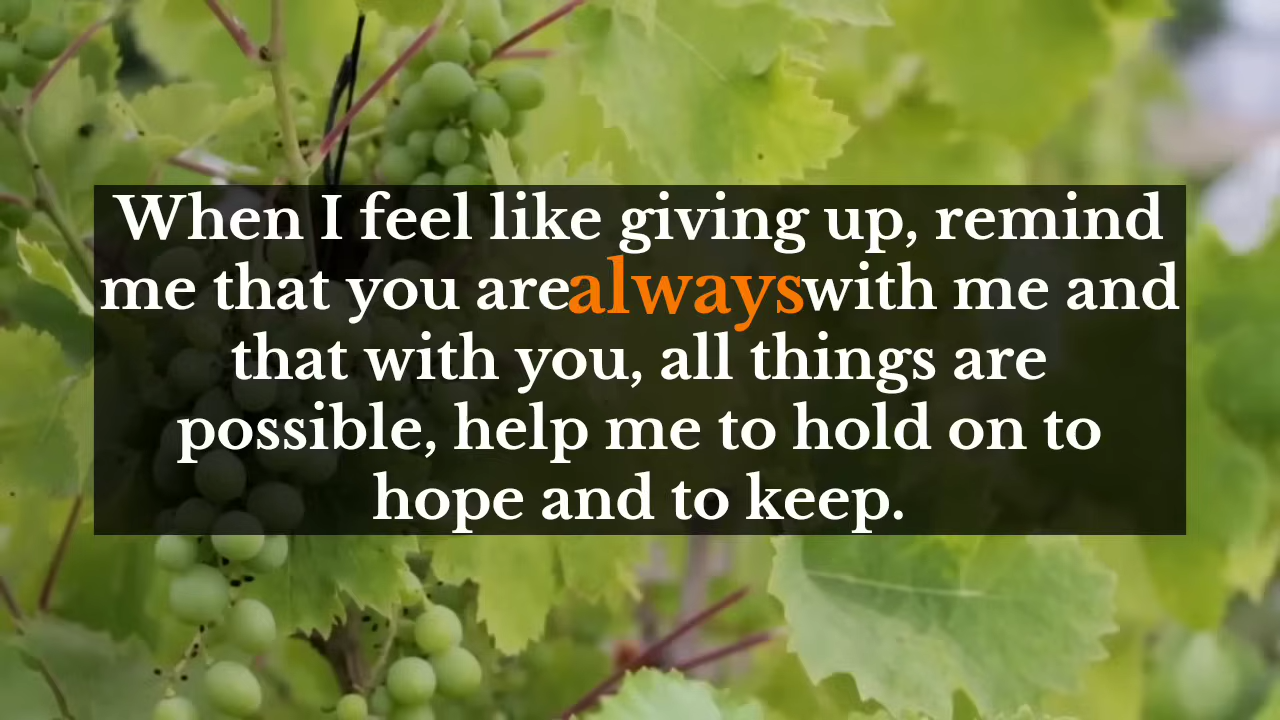 When I feel like giving up, remind
me that you are always with me and
that with you, all things are
possible, help me to hold on to
hope and to keep.